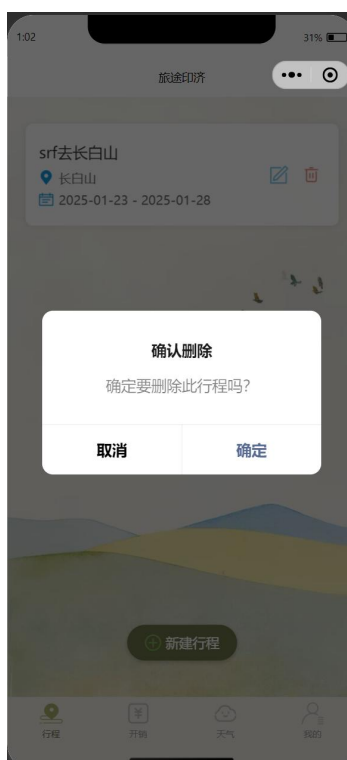 1:02
31%
旅途印济
srf去长白山
长白山
2025-01-23 - 2025-01-28
确认删除
确定要删除此行程吗?
取消 确定
新建行程
行程 开销 天气 我的